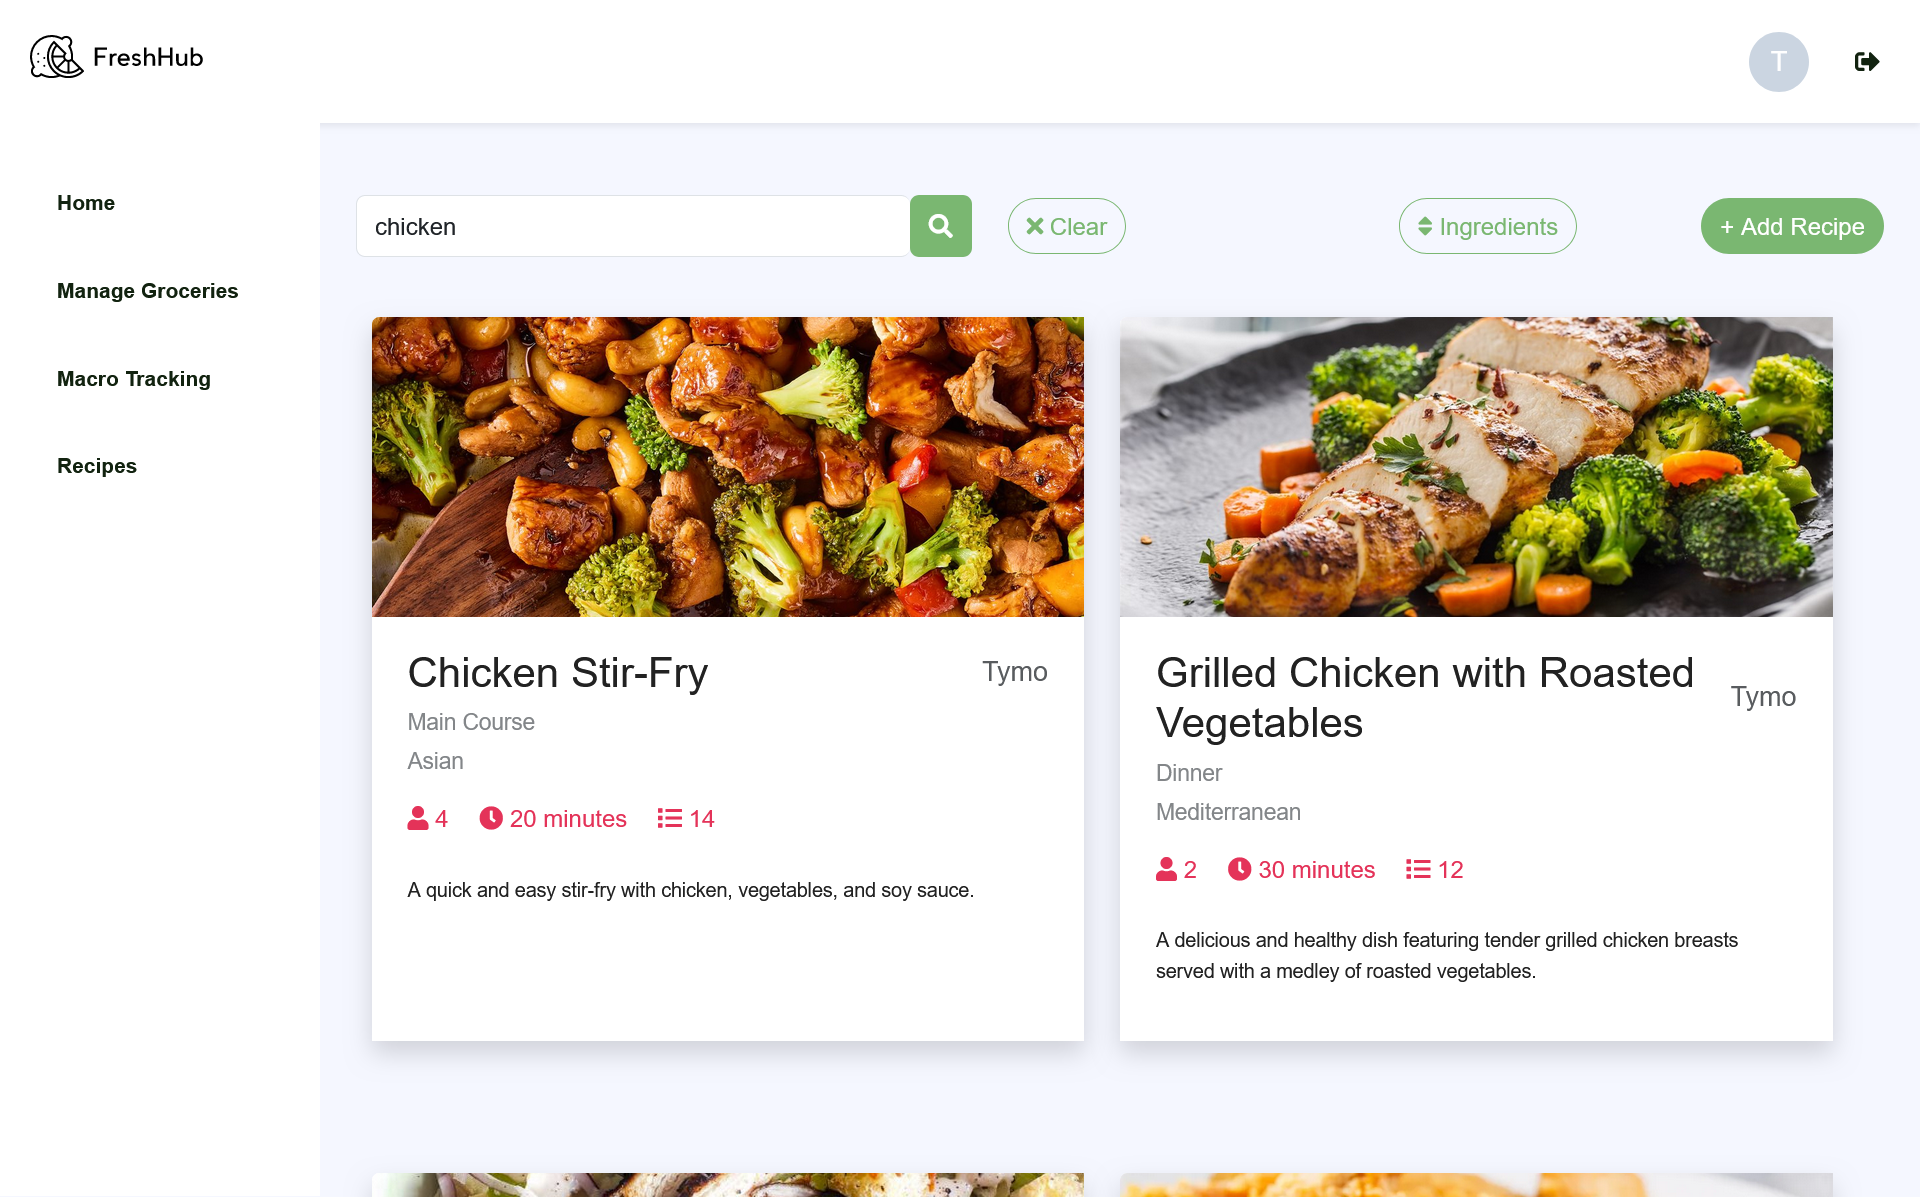 FreshHub
T
Home
Manage Groceries
Macro Tracking
Recipes
chicken
Clear
Ingredients
+ Add Recipe
Chicken Stir-Fry
Tymo
Main Course
Asian
4
20 minutes
14
A quick and easy stir-fry with chicken, vegetables, and soy sauce.
Grilled Chicken with Roasted
Vegetables
Tymo
Dinner
Mediterranean
2
30 minutes
12
A delicious and healthy dish featuring tender grilled chicken breasts
served with a medley of roasted vegetables.